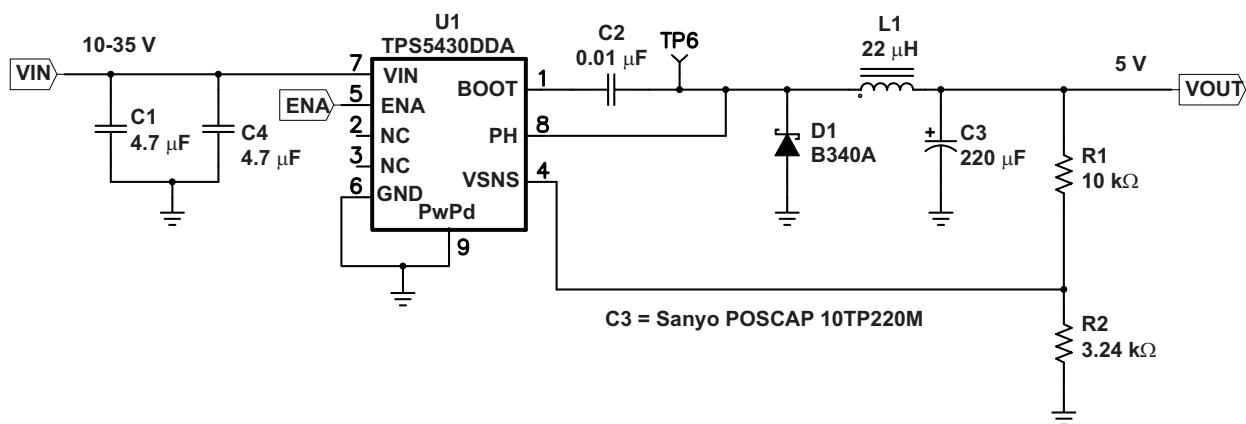 10-35 V
VIN
C1
4.7 μF
C4
4.7 μF
ENA
U1
TPS5430DDA
7
5
2
3
6
VIN
ENA
NC
NC
GND
BOOT
PH
VSNS
PwPd
1
8
4
9
C2
0.01 μF
TP6
D1
B340A
L1
22 μH
+
C3
220 μF
5 V
VOUT
R1
10 kΩ
C3 = Sanyo POSCAP 10TP220M
R2
3.24 kΩ